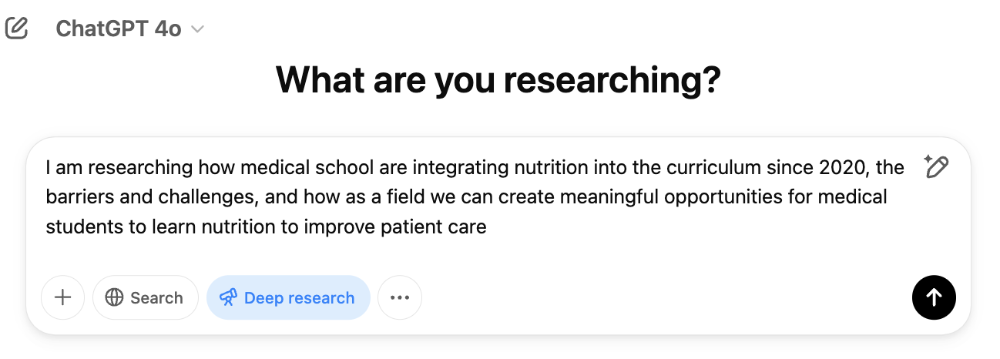 ChatGPT 4o
What are you researching?
I am researching how medical school are integrating nutrition into the curriculum since 2020, the
barriers and challenges, and how as a field we can create meaningful opportunities for medical
students to learn nutrition to improve patient care
Search
Deep research